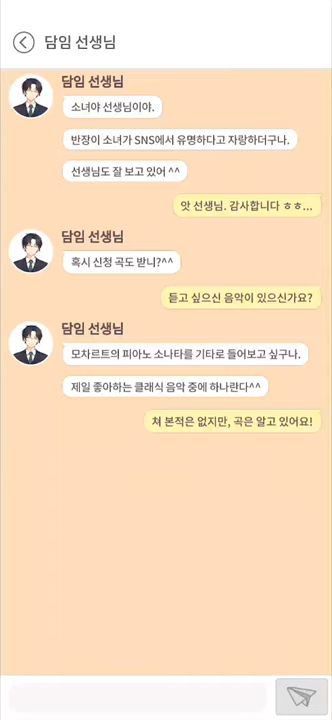 담임 선생님
담임 선생님
소녀야 선생님이야.
반장이 소녀가 SNS에서 유명하다고 자랑하더구나.
선생님도 잘 보고 있어 ^^
앗 선생님. 감사합니다 ㅎㅎ...
담임 선생님
혹시 신청 곡도 받니?^^
듣고 싶으신 음악이 있으신가요?
담임 선생님
모차르트의 피아노 소나타를 기타로 들어보고 싶구나.
제일 좋아하는 클래식 음악 중에 하나란다^^
쳐 본적은 없지만, 곡은 알고 있어요!